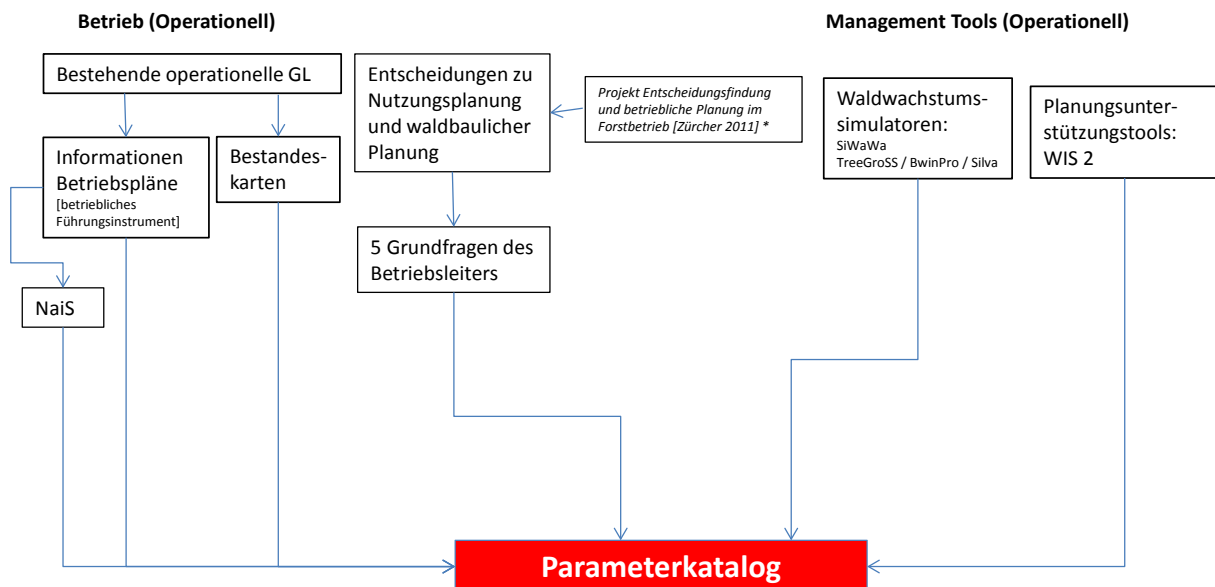 Betrieb (Operationell)
Management Tools (Operationell)
Bestehende operationelle GL
Entscheidungen zu
Nutzungsplanung
und waldbaulicher
Planung
Projekt Entscheidungsfindung
und betriebliche Planung im
Forstbetrieb [Zürcher 2011] *
Waldwachstums-
simulatoren:
SiWaWa
TreeGroSS / BwinPro / Silva
Planungsunter-
stützungstools:
WIS 2
Informationen
Betriebspläne
[betriebliches
Führungsinstrument]
Bestandes-
karten
5 Grundfragen des
Betriebsleiters
NaiS
Parameterkatalog